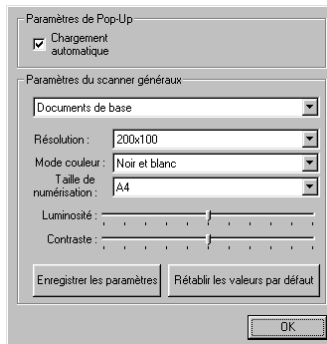 Paramètres de Pop-Up
Chargement
automatique
Paramètres du scanner généraux
Documents de base
Résolution : 200x100
Mode couleur : Noir et blanc
Taille de
numérisation : A4
Luminosité :
Contraste :
Enregistrer les paramètres Rétablir les valeurs par défaut
OK